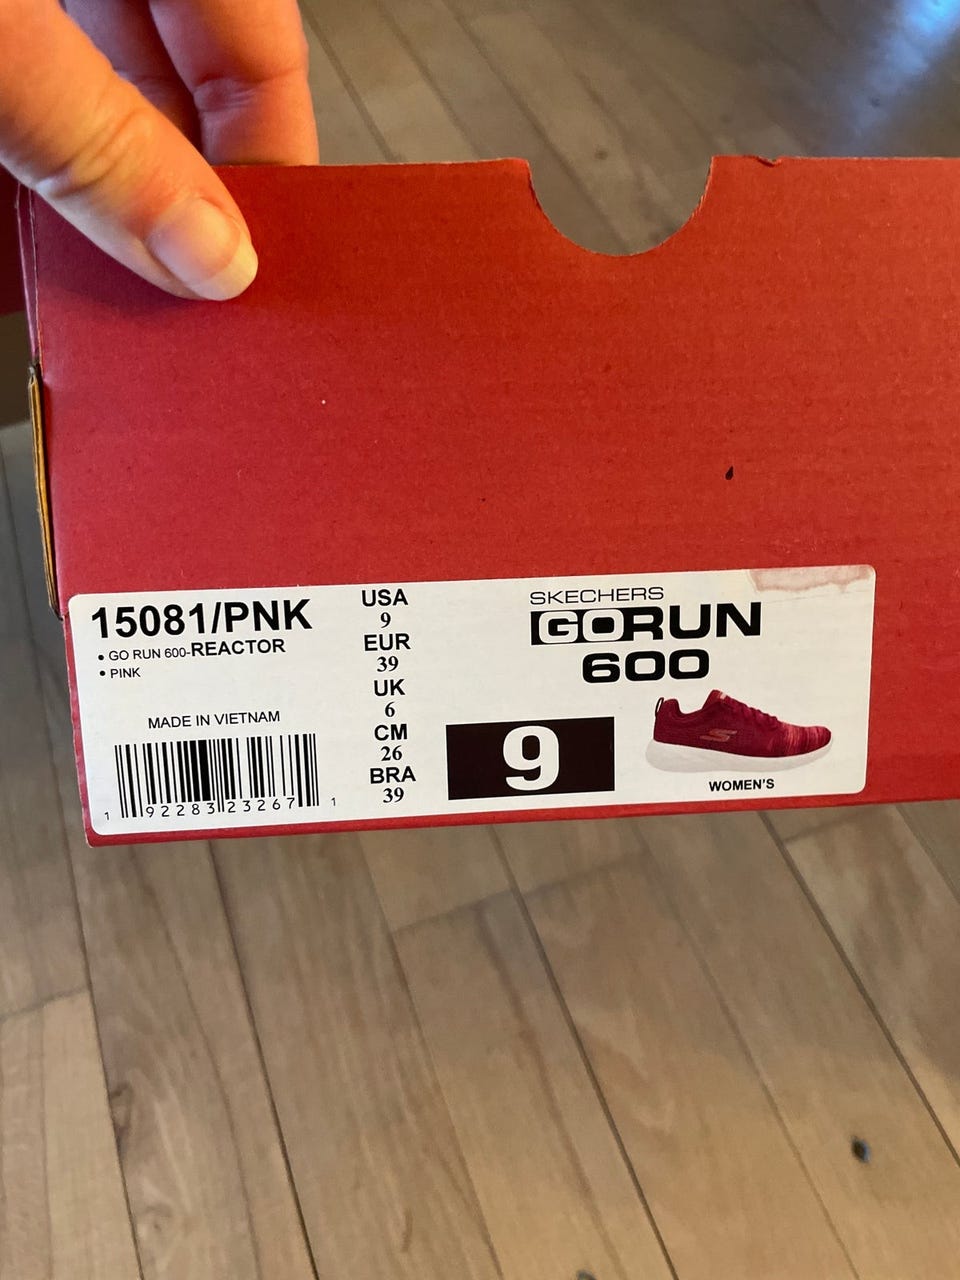 15081/PNK
• GO RUN 600-REACTOR
• PINK
MADE IN VIETNAM
1 92283 23267 1
USA
9
EUR
39
UK
6
CM
26
BRA
39
SKECHERS
GORUN
600
9
WOMEN'S